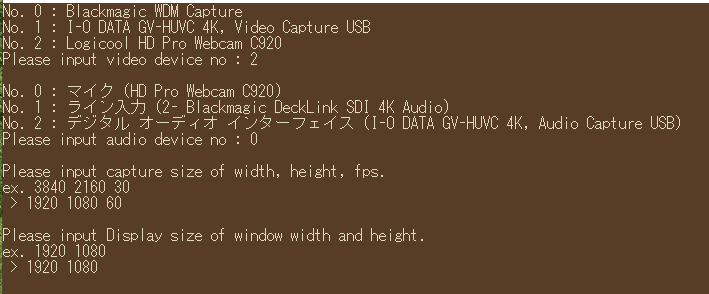 No. 0 : Blackmagic WDM Capture
No. 1 : I-O DATA GV-HUVC 4K, Video Capture USB
No. 2 : Logicool HD Pro Webcam C920
Please input video device no : 2
No. 0 : マイク (HD Pro Webcam C920)
No. 1 : ライン入力 (2- Blackmagic DeckLink SDI 4K Audio)
No. 2 : デジタル オーディオ インターフェイス (I-O DATA GV-HUVC 4K, Audio Capture USB)
Please input audio device no : 0
Please input capture size of width, height, fps.
ex. 3840 2160 30
> 1920 1080 60
Please input Display size of window width and height.
ex. 1920 1080
> 1920 1080